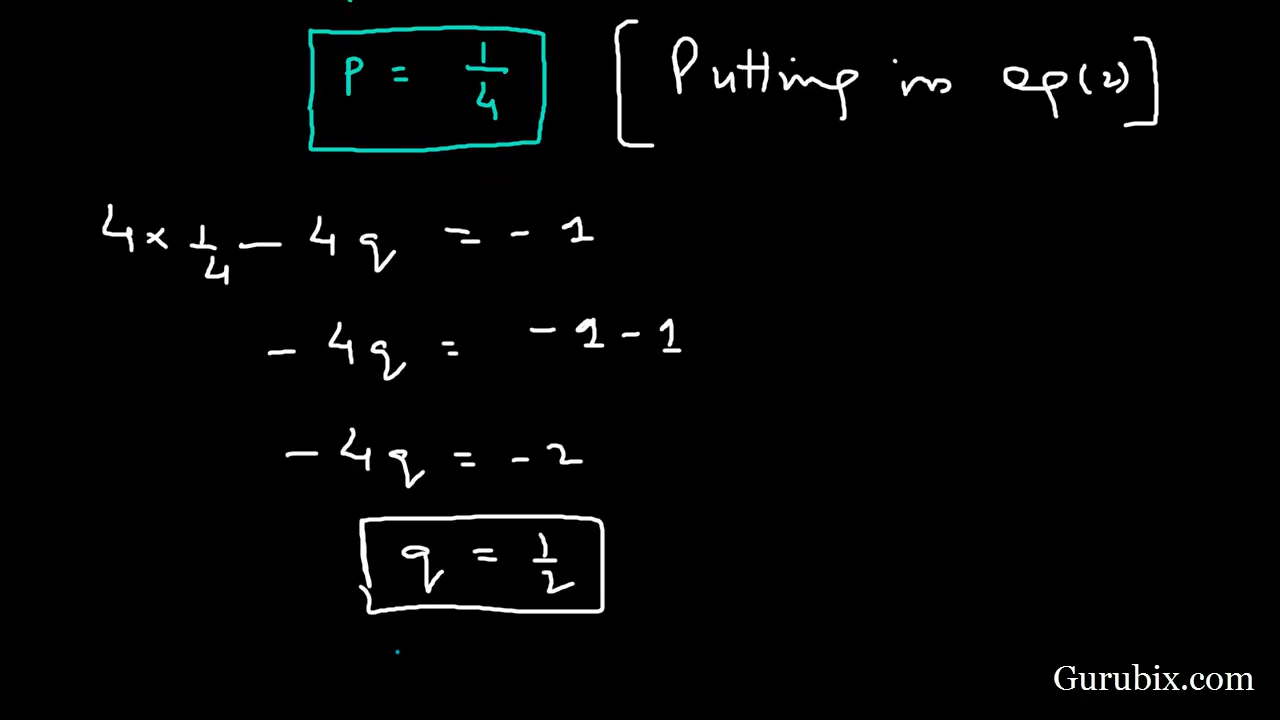 P = 1/4 [Putting in eq(2)]
4 × 1/4 - 4q = - 1
- 4q = - 1 - 1
- 4q = - 2
q = 1/2
Gurubix.com